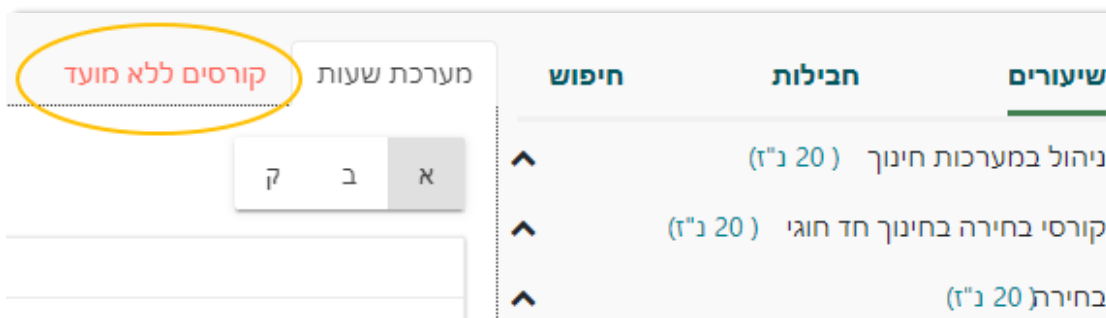 שיעורים חבילות חיפוש
מערכת שעות קורסים ללא מועד
ניהול במערכות חינוך ( 20 נ"ז)
א ב ק
קורסי בחירה בחינוך חד חוגי ( 20 נ"ז)
בחירה( 20 נ"ז)